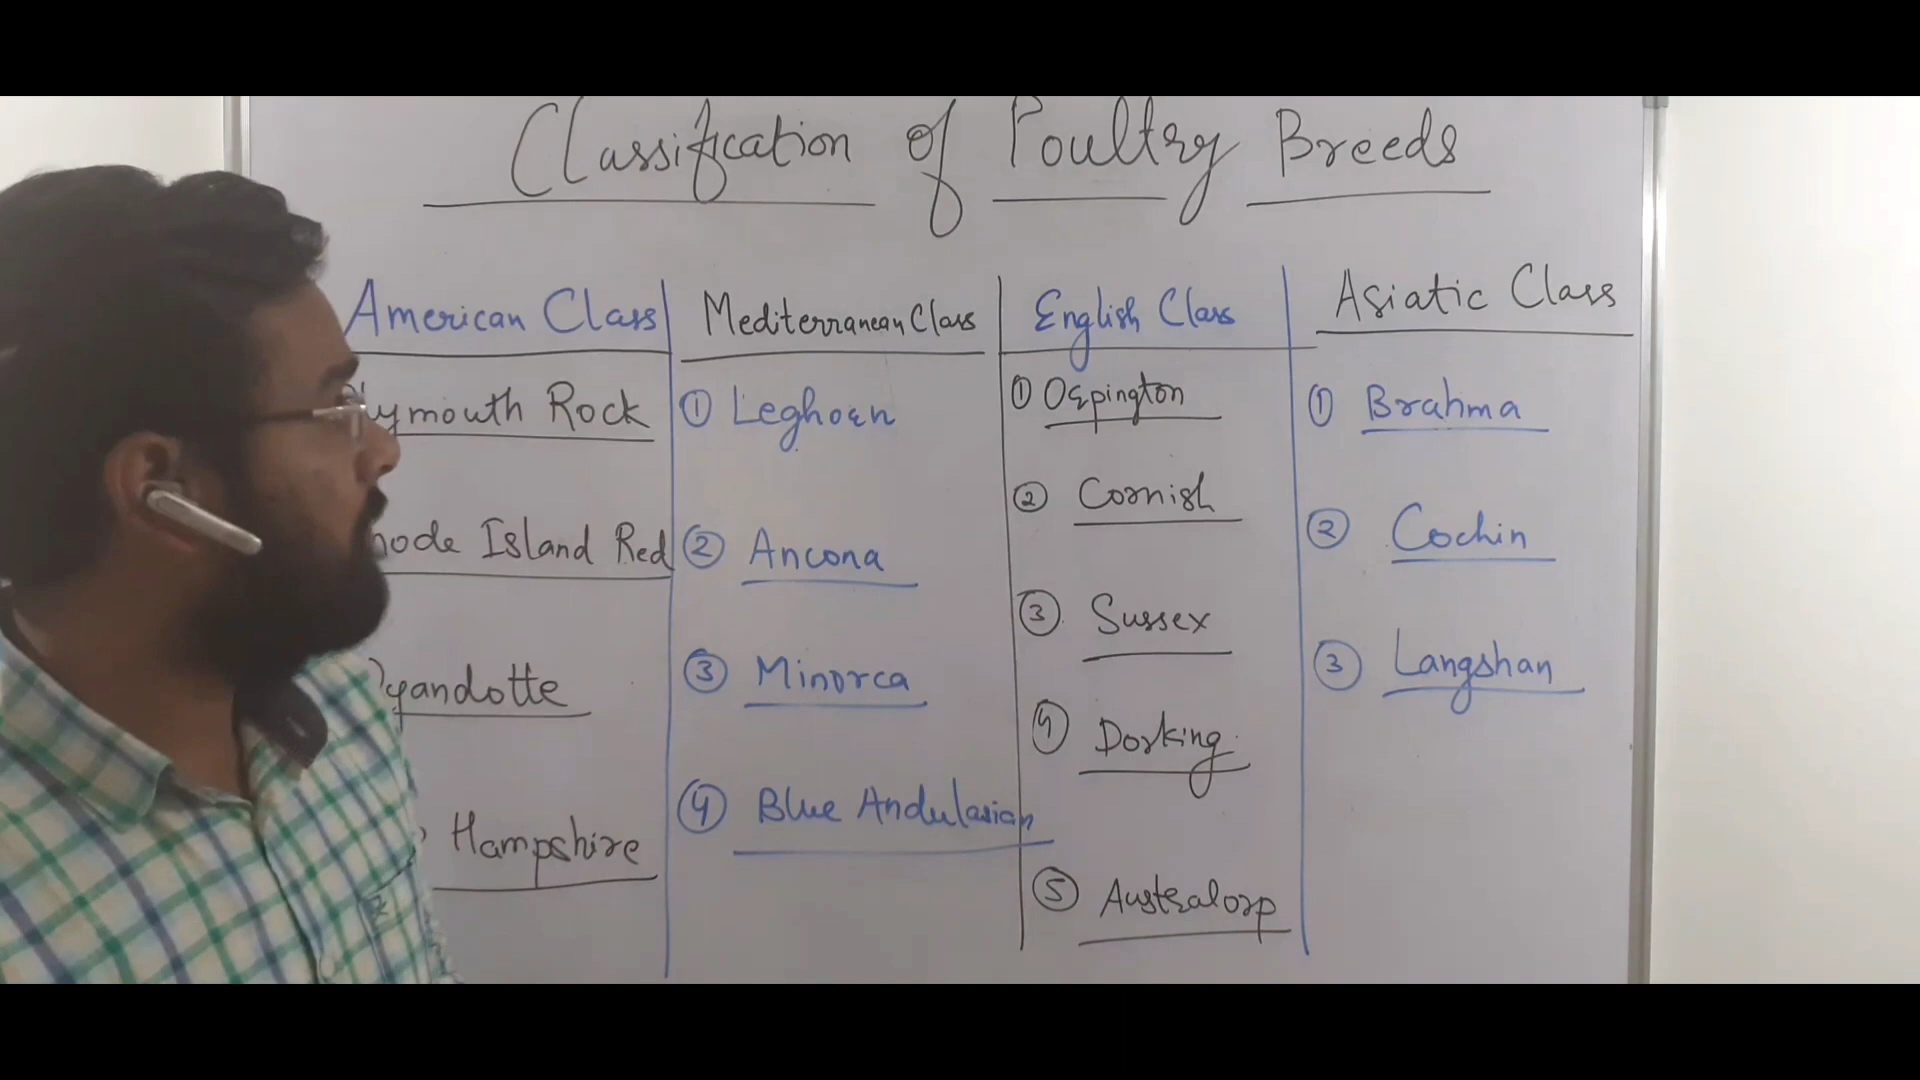 Classification of Poultry Breeds
American Class
ymouth Rock
hode Island Red
yandotte
Hampshire
Mediterranean Class
① Leghorn
② Ancona
③ Minorca
④ Blue Andulasian
English Class
① Orpington
② Cornish
③ Sussex
④ Dorking
⑤ Australorp
Asiatic Class
① Brahma
② Cochin
③ Langshan